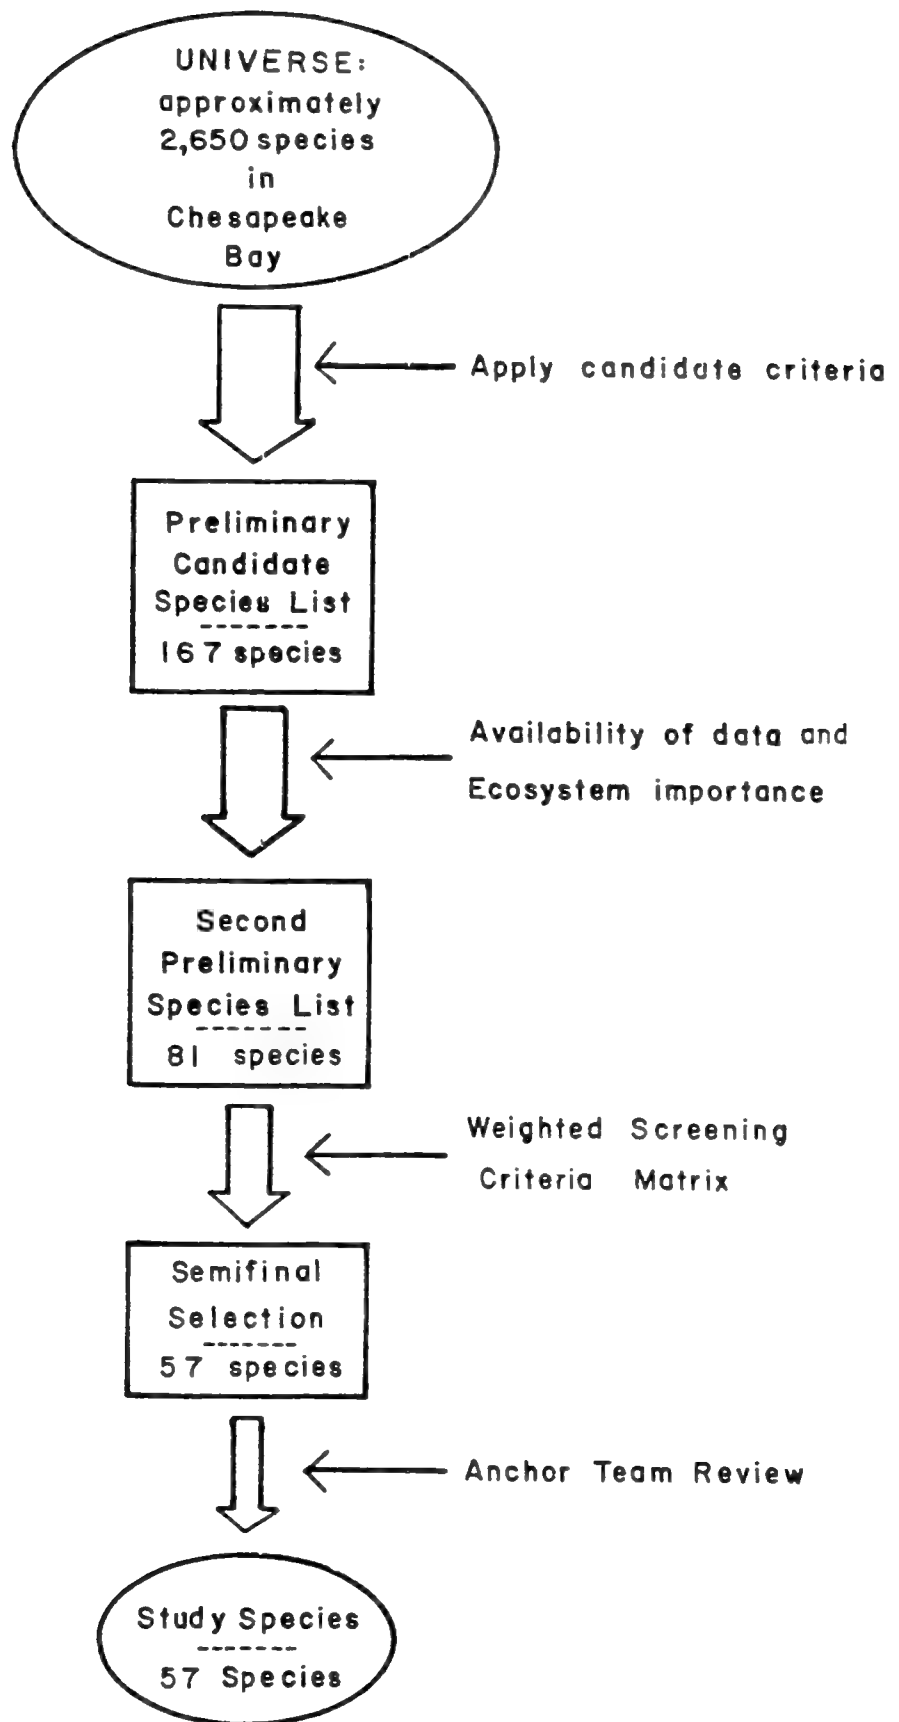 UNIVERSE:
approximately
2,650 species
in
Chesapeake
Bay
Apply candidate criteria
Preliminary
Candidate
Species List
-------
167 species
Availability of data and
Ecosystem importance
Second
Preliminary
Species List
-------
81 species
Weighted Screening
Criteria Matrix
Semifinal
Selection
-------
57 species
Anchor Team Review
Study Species
-------
57 Species